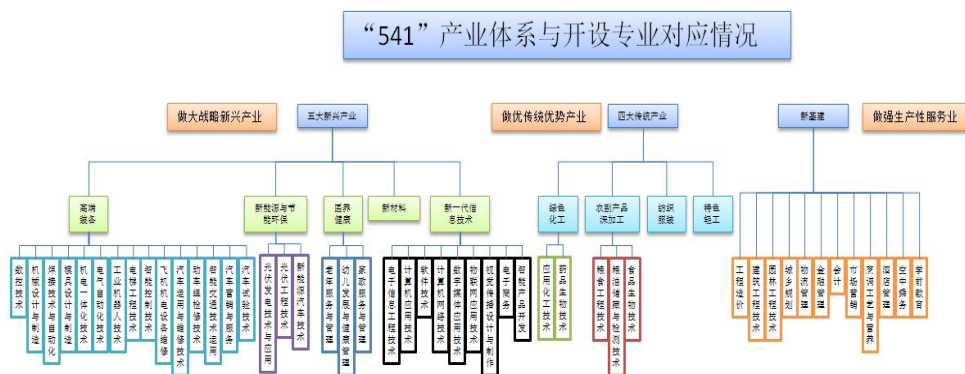 “541”产业体系与开设专业对应情况
做大战略新兴产业
五大新兴产业
做优传统优势产业
四大传统产业
新基建
做强生产性服务业
高端
装备
新能源与节
能环保
医养
健康
新材料
新一代信
息技术
绿色
化工
农副产品
深加工
纺织
服装
特色
轻工
数控技术
机械设计与制造
焊接技术与自动化
模具设计与制造
机电一体化技术
电气自动化技术
工业机器人技术
电梯工程技术
智能控制技术
飞机机电设备维修
汽车运用与维修技术
动车组检修技术
智能交通技术运用
汽车营销与服务
汽车试验技术
光伏发电技术与应用
光伏工程技术
新能源汽车技术
老年服务与管理
幼儿发展与健康管理
家政服务与管理
电子信息工程技术
计算机应用技术
软件技术
计算机网络技术
数字媒体应用技术
物联网应用技术
视觉传播设计与制作
电子商务
智能产品开发
应用化工技术
药品生物技术
粮食工程技术
粮油储藏与检测技术
食品生物技术
工程造价
建筑工程技术
园林工程技术
城乡规划
物流管理
金融管理
会计
市场营销
烹调工艺与营养
酒店管理
空中乘务
学前教育